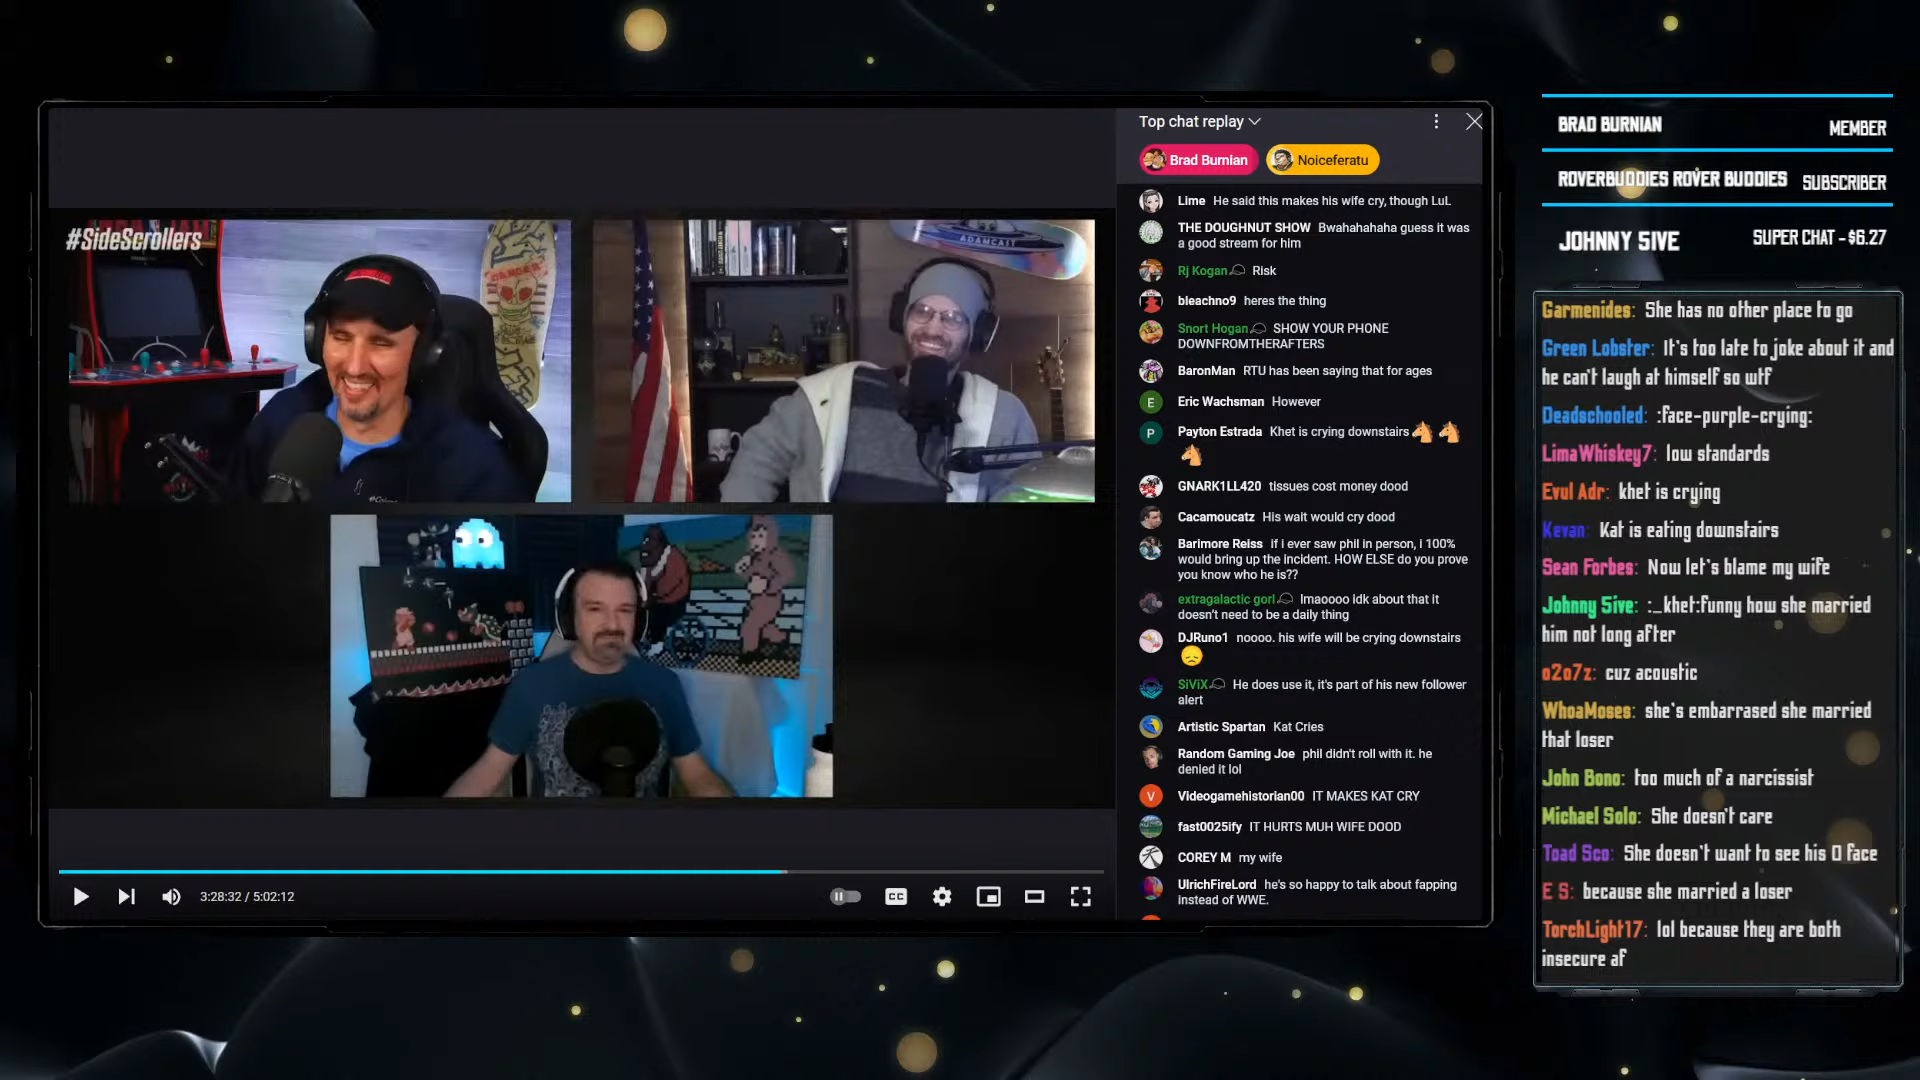 #SideScrollers
ADAMCAST
3:28:32 / 5:02:12
CC
Top chat replay
Brad Burnian
Noiceferatu
Lime He said this makes his wife cry, though LuL
THE DOUGHNUT SHOW Bwahahahaha guess it was
a good stream for him
Rj Kogan Risk
bleachno9 heres the thing
Snort Hogan SHOW YOUR PHONE
DOWNFROMTHERAFTERS
BaronMan RTU has been saying that for ages
E
Eric Wachsman However
P
Payton Estrada Khet is crying downstairs
GNARK1LL420 tissues cost money dood
Cacamoucatz His wait would cry dood
Barimore Reiss if i ever saw phil in person, i 100%
would bring up the incident. HOW ELSE do you prove
you know who he is??
extragalactic gorl lmaoooo idk about that it
doesn't need to be a daily thing
DJRuno1 noooo. his wife will be crying downstairs
SiViX He does use it, it's part of his new follower
alert
Artistic Spartan Kat Cries
Random Gaming Joe phil didn't roll with it. he
denied it lol
V
Videogamehistorian00 IT MAKES KAT CRY
fast0025ify IT HURTS MUH WIFE DOOD
COREY M my wife
UlrichFireLord he's so happy to talk about fapping
instead of WWE.
BRAD BURNIAN MEMBER
ROVERBUDDIES ROVER BUDDIES SUBSCRIBER
JOHNNY 5IVE SUPER CHAT - $6.27
Garmenides: She has no other place to go
Green Lobster: It's too late to joke about it and
he can't laugh at himself so wtf
Deadschooled: :face-purple-crying:
LimaWhiskey7: low standards
Evul Adr: khet is crying
Kevan: Kat is eating downstairs
Sean Forbes: Now let's blame my wife
Johnny 5ive: :_khet:funny how she married
him not long after
o2o7z: cuz acoustic
WhoaMoses: she's embarrased she married
that loser
John Bono: too much of a narcissist
Michael Solo: She doesn't care
Toad Sco: She doesn't want to see his O face
E S: because she married a loser
TorchLight17: lol because they are both
insecure af